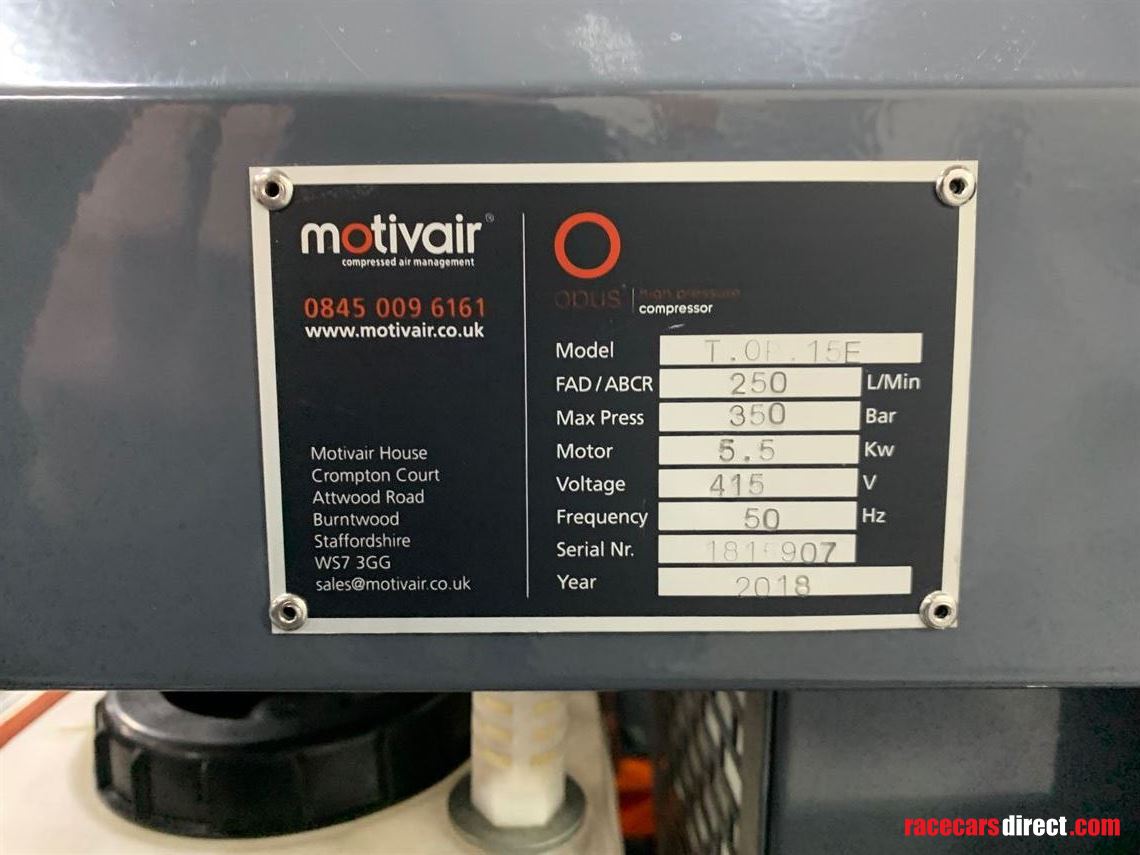 motivair®
compressed air management
0845 009 6161
www.motivair.co.uk
Motivair House
Crompton Court
Attwood Road
Burntwood
Staffordshire
WS7 3GG
sales@motivair.co.uk
opus high pressure
compressor
Model T.OP.15E
FAD / ABCR 250 L/Min
Max Press 350 Bar
Motor 5.5 Kw
Voltage 415 V
Frequency 50 Hz
Serial Nr.
Year 2018
racecarsdirect.com